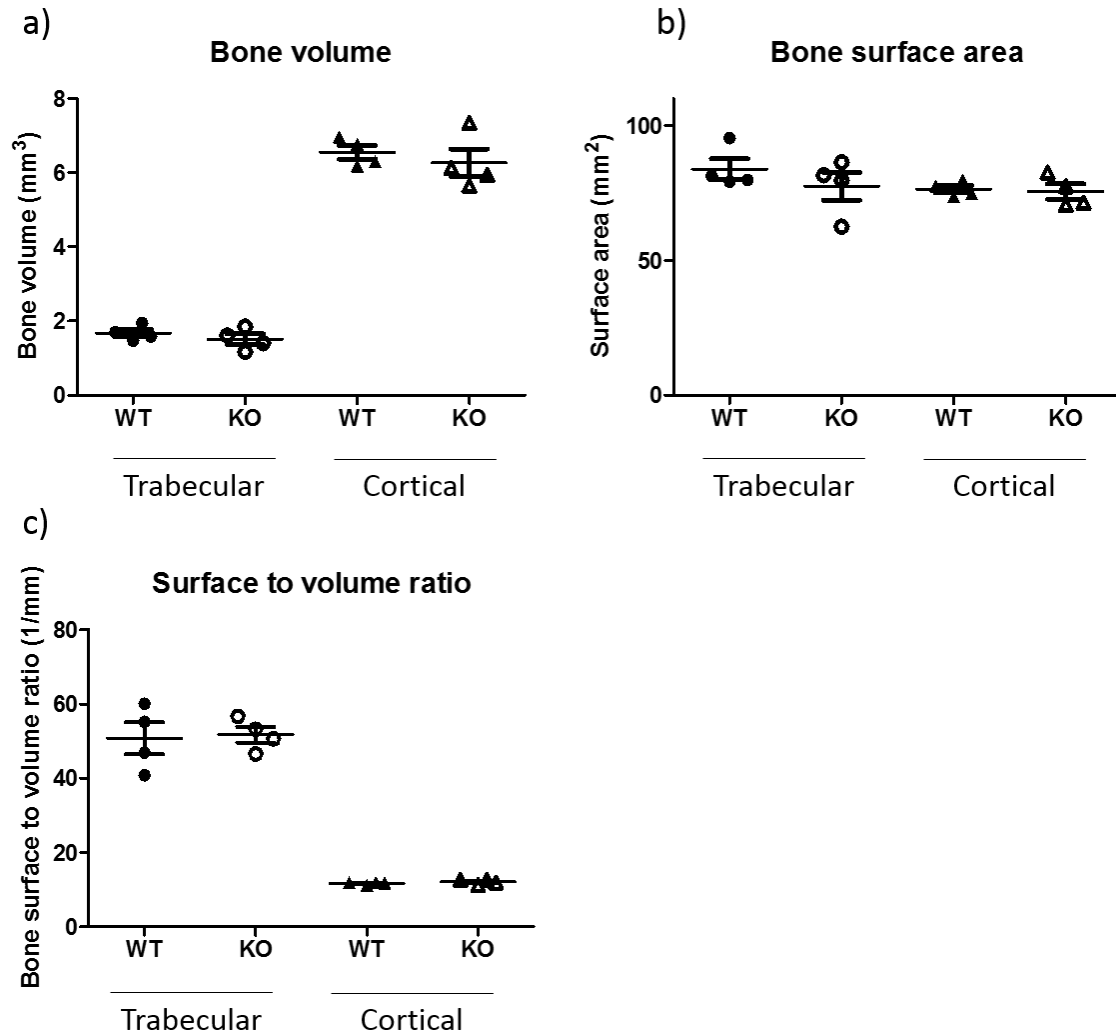 a)
Bone volume
Bone volume (mm³)
8
6
4
2
0
WT KO WT KO
Trabecular Cortical
b)
Bone surface area
Surface area (mm²)
100
50
0
WT KO WT KO
Trabecular Cortical
c)
Surface to volume ratio
Bone surface to volume ratio (1/mm)
80
60
40
20
0
WT KO WT KO
Trabecular Cortical